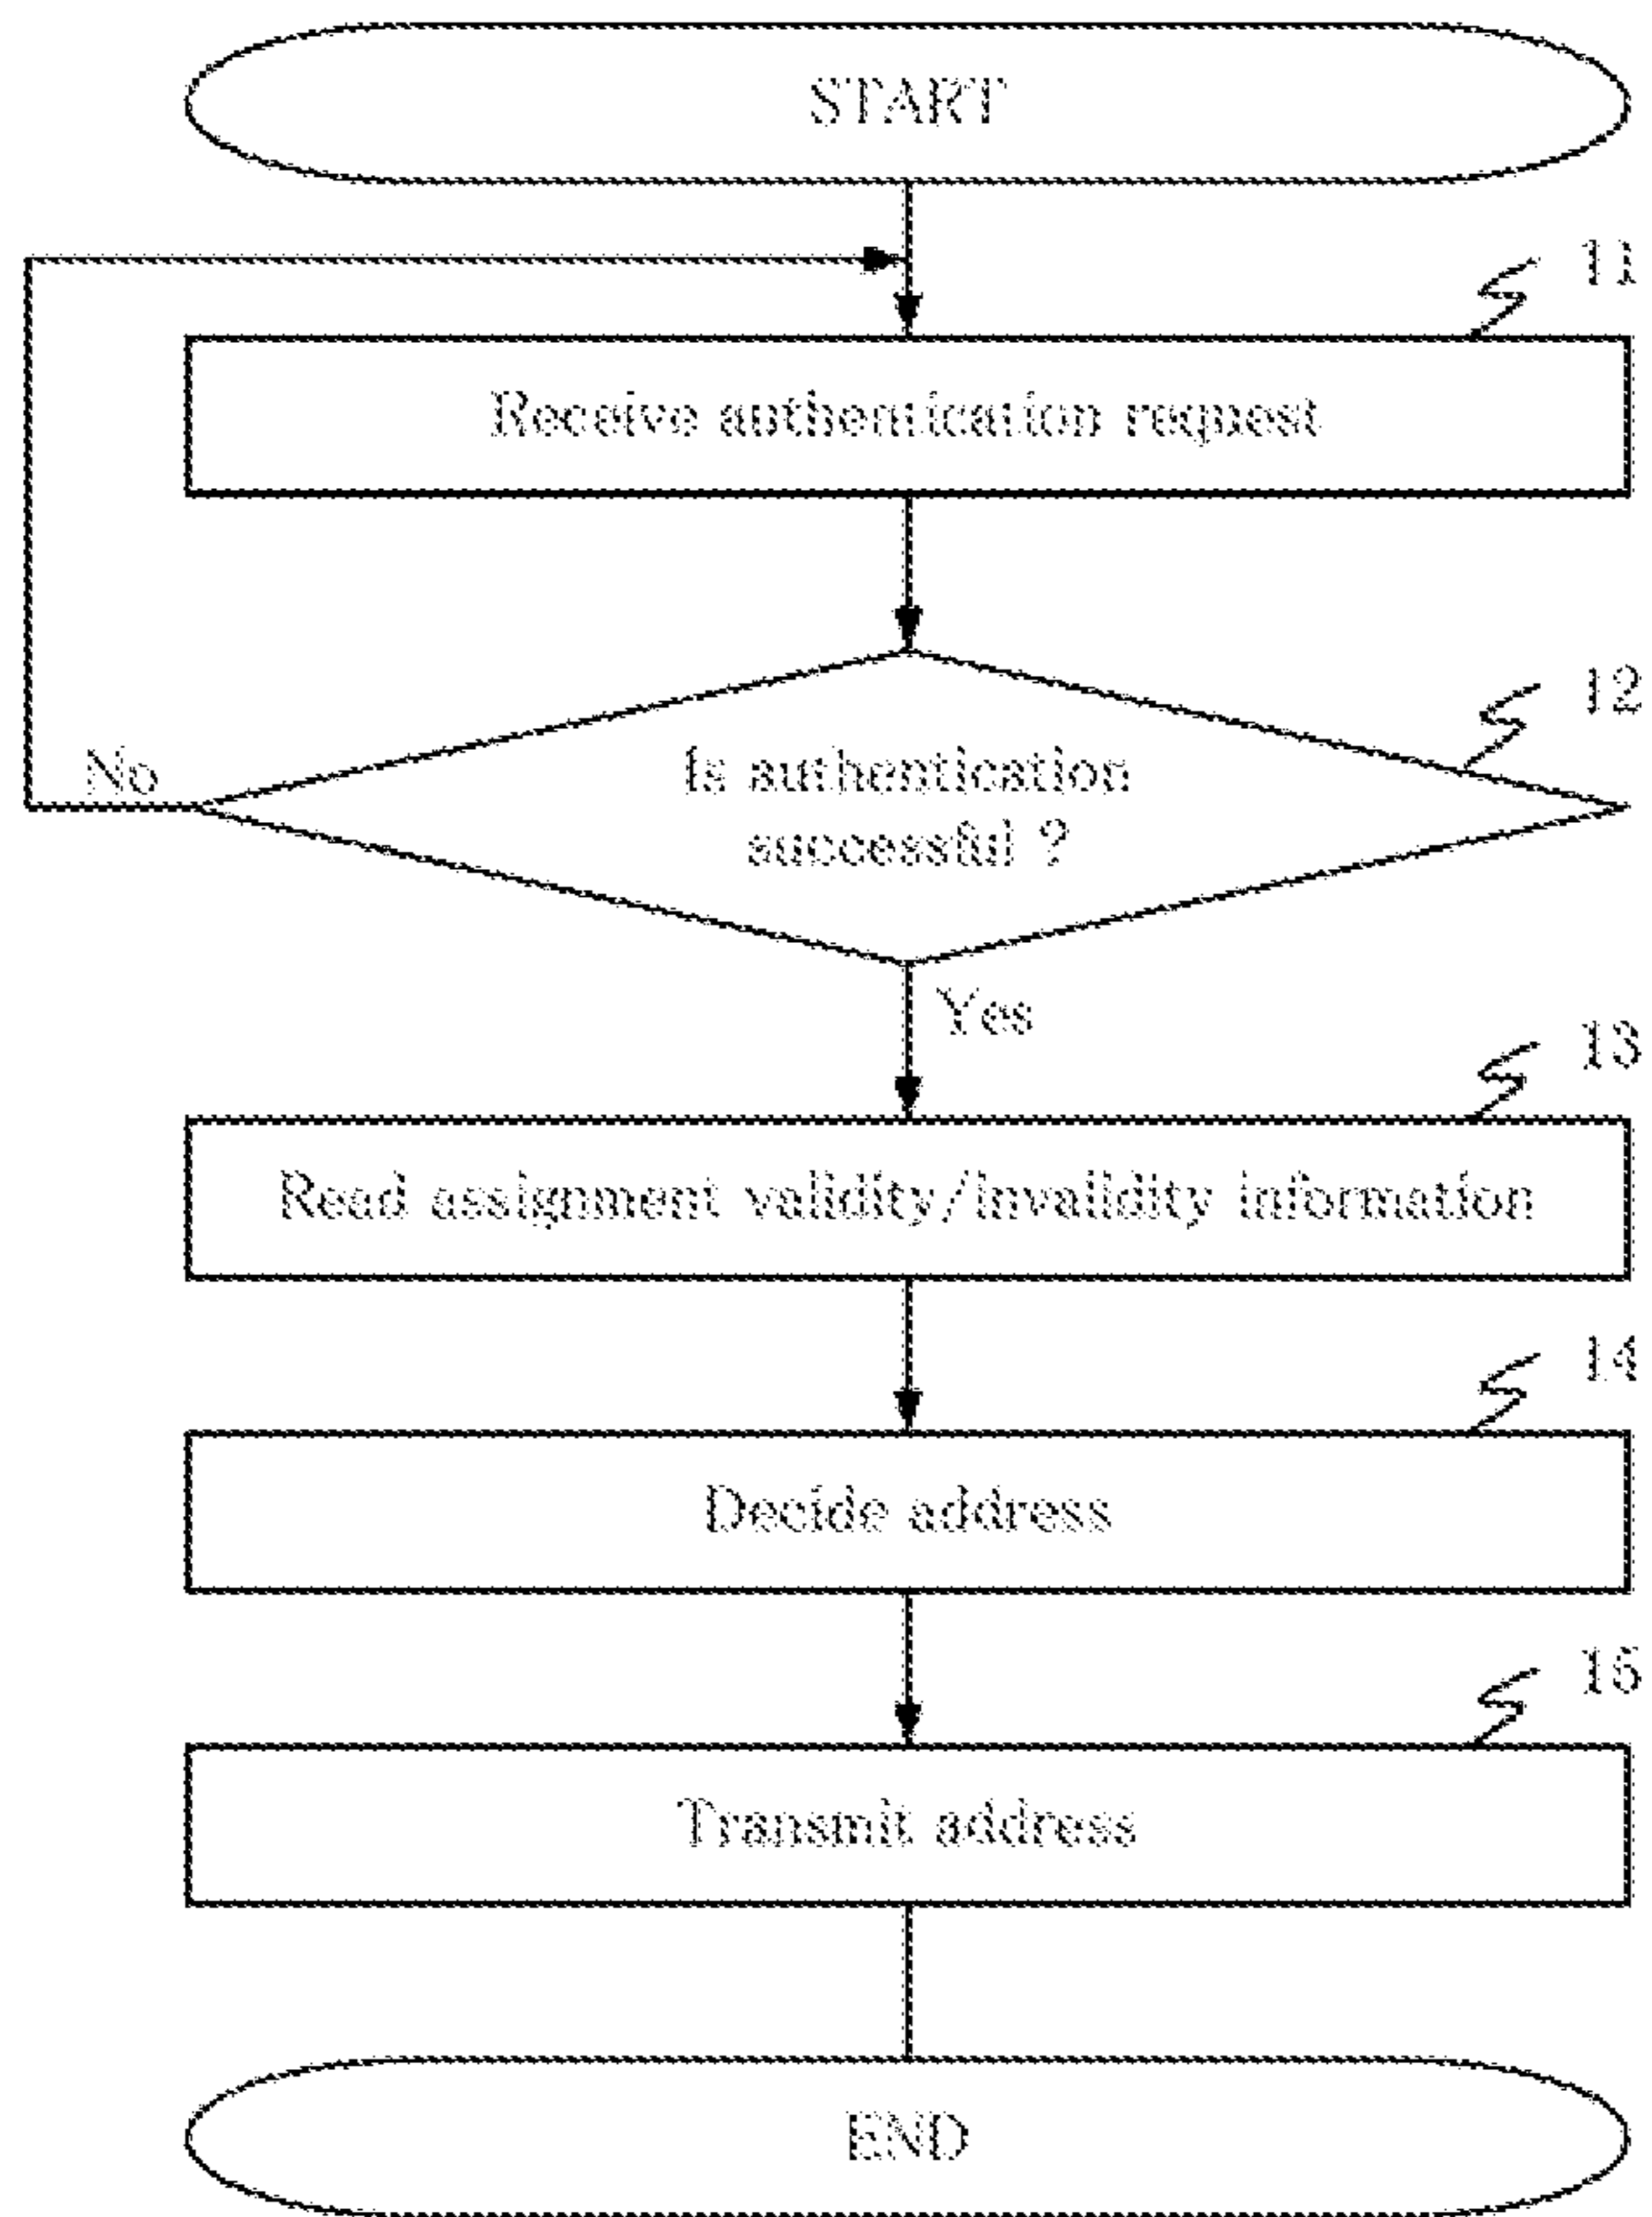 START
11
Receive authentication request
12
Is authentication
successful ?
No
Yes
13
Read assignment validity/invalidity information
14
Decide address
15
Transmit address
END